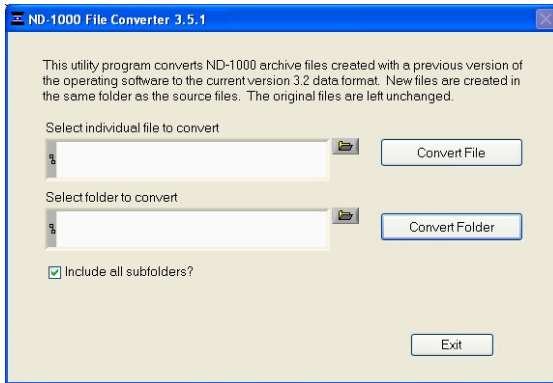 ND-1000 File Converter 3.5.1
This utility program converts ND-1000 archive files created with a previous version of
the operating software to the current version 3.2 data format. New files are created in
the same folder as the source files. The original files are left unchanged.
Select individual file to convert
Convert File
Select folder to convert
Convert Folder
Include all subfolders?
Exit